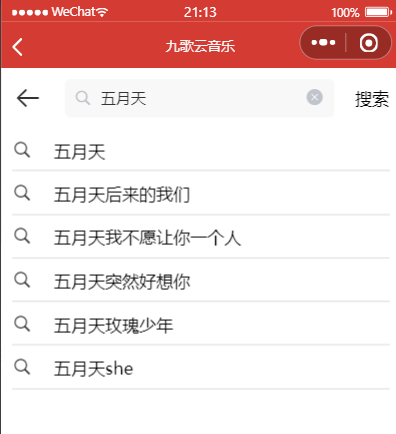 WeChat 21:13 100%
九歌云音乐
五月天 搜索
五月天
五月天后来的我们
五月天我不愿让你一个人
五月天突然好想你
五月天玫瑰少年
五月天she